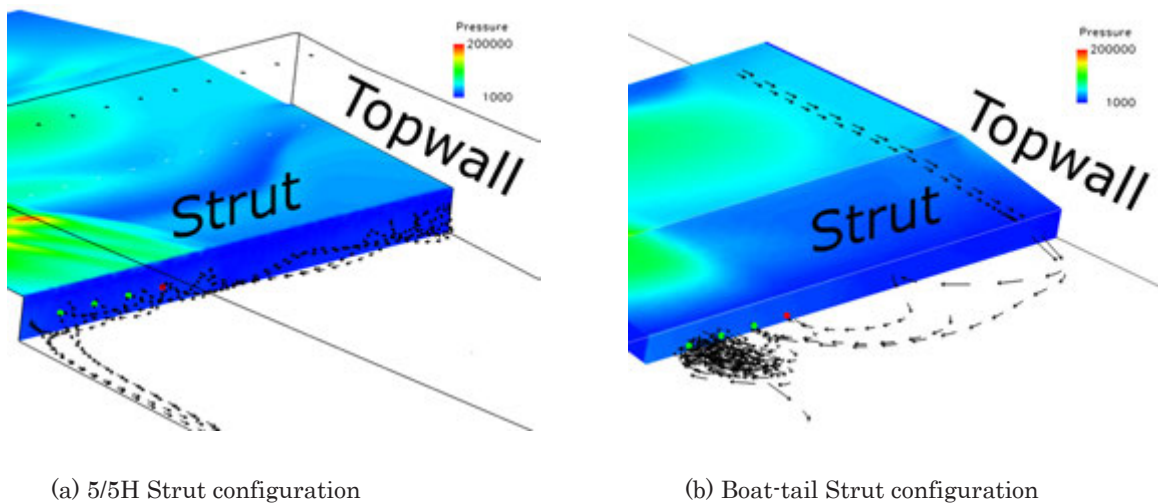 Pressure
200000
1000
Topwall
Strut
Pressure
200000
1000
Topwall
Strut
(a) 5/5H Strut configuration
(b) Boat-tail Strut configuration